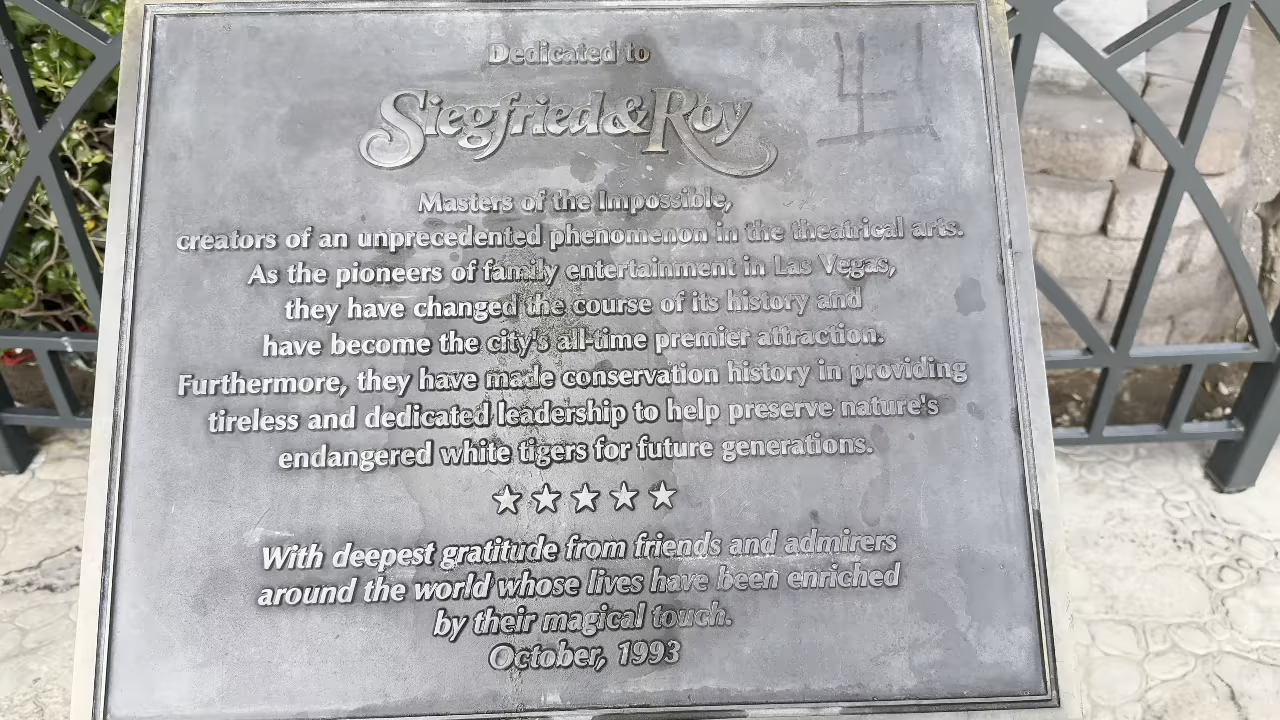 Dedicated to
Siegfried & Roy
Masters of the Impossible,
creators of an unprecedented phenomenon in the theatrical arts.
As the pioneers of family entertainment in Las Vegas,
they have changed the course of its history and
have become the city's all-time premier attraction.
Furthermore, they have made conservation history in providing
tireless and dedicated leadership to help preserve nature's
endangered white tigers for future generations.
With deepest gratitude from friends and admirers
around the world whose lives have been enriched
by their magical touch.
October, 1993